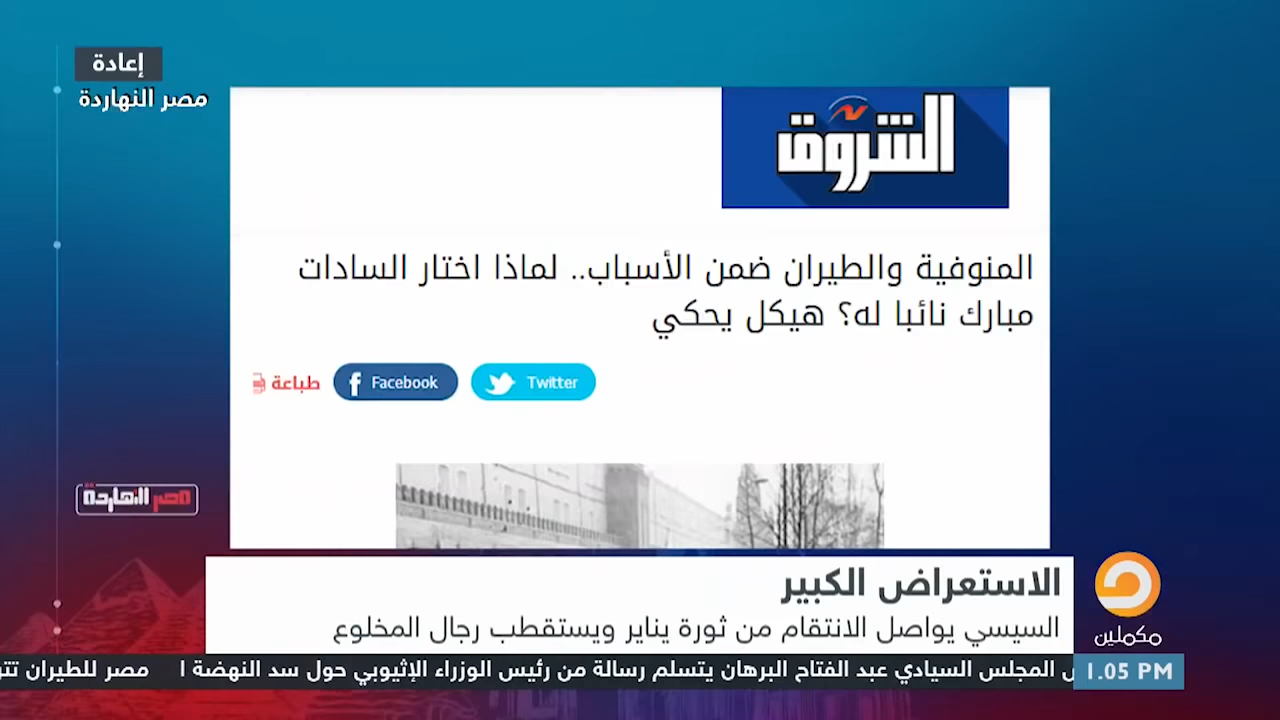 إعادة
مصر النهاردة
الشروق
المنوفية والطيران ضمن الأسباب.. لماذا اختار السادات
مبارك نائبا له؟ هيكل يحكي
Twitter
Facebook
طباعة
مصر النهاردة
الاستعراض الكبير
السيسي يواصل الانتقام من ثورة يناير ويستقطب رجال المخلوع
مكملين
المجلس السيادي عبد الفتاح البرهان يتسلم رسالة من رئيس الوزراء الإثيوبي حول سد النهضة
مصر للطيران
1.05 PM